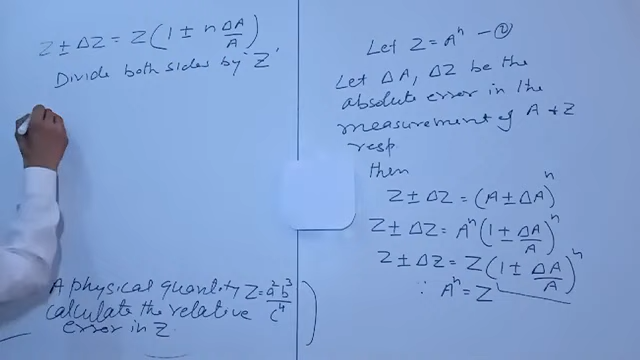 Z ± ΔZ = Z(1 ± n ΔA/A)
Divide both sides by 'Z'
A physical quantity Z = a²b³/c⁴
calculate the relative
error in Z.
Let Z = Aⁿ - ②
Let ΔA, ΔZ be the
absolute error in the
measurement of A & Z
resp
then
Z ± ΔZ = (A ± ΔA)ⁿ
Z ± ΔZ = Aⁿ(1 ± ΔA/A)ⁿ
Z ± ΔZ = Z(1 ± ΔA/A)ⁿ
∵ Aⁿ = Z